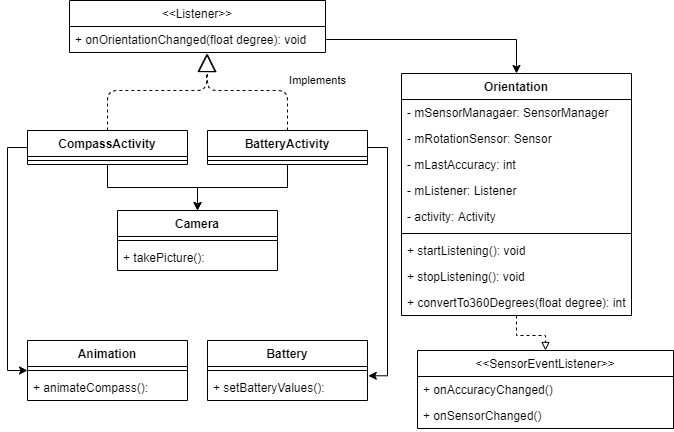 <<Listener>>
+ onOrientationChanged(float degree): void
Implements
Orientation
- mSensorManagaer: SensorManager
- mRotationSensor: Sensor
- mLastAccuracy: int
- mListener: Listener
- activity: Activity
+ startListening(): void
+ stopListening(): void
+ convertTo360Degrees(float degree): int
CompassActivity
BatteryActivity
Camera
+ takePicture():
Animation
+ animateCompass():
Battery
+ setBatteryValues():
<<SensorEventListener>>
+ onAccuracyChanged()
+ onSensorChanged()